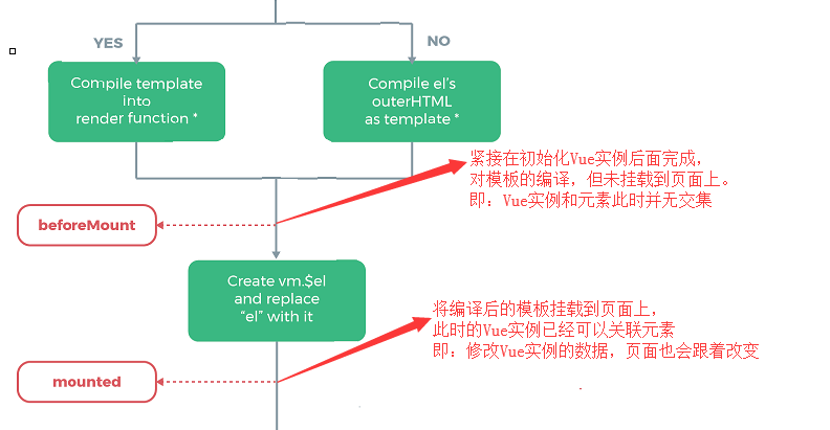 YES
NO
Compile template
into
render function *
Compile el's
outerHTML
as template *
紧接在初始化Vue实例后面完成，
对模板的编译，但未挂载到页面上。
即：Vue实例和元素此时并无交集
beforeMount
Create vm.$el
and replace
"el" with it
将编译后的模板挂载到页面上，
此时的Vue实例已经可以关联元素
即：修改Vue实例的数据，页面也会跟着改变
mounted